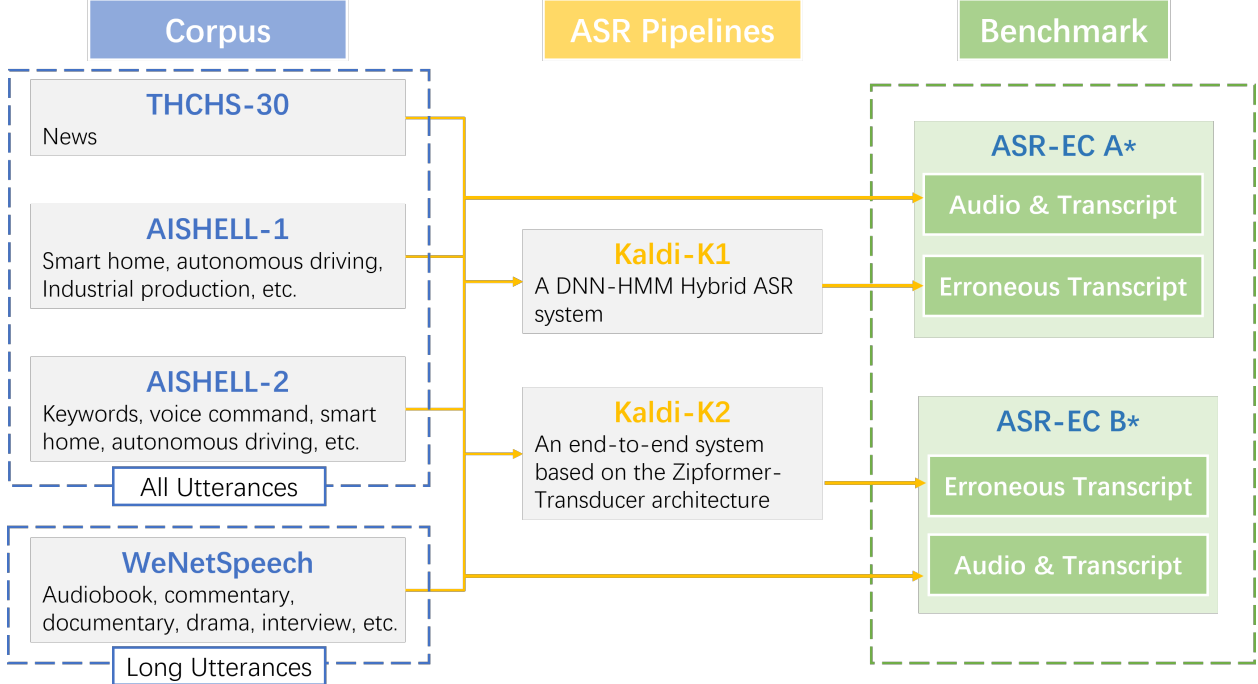 Corpus
ASR Pipelines
Benchmark
THCHS-30
News
AISHELL-1
Smart home, autonomous driving,
Industrial production, etc.
AISHELL-2
Keywords, voice command, smart
home, autonomous driving, etc.
All Utterances
WeNetSpeech
Audiobook, commentary,
documentary, drama, interview, etc.
Long Utterances
Kaldi-K1
A DNN-HMM Hybrid ASR
system
Kaldi-K2
An end-to-end system
based on the Zipformer-
Transducer architecture
ASR-EC A*
Audio & Transcript
Erroneous Transcript
ASR-EC B*
Erroneous Transcript
Audio & Transcript